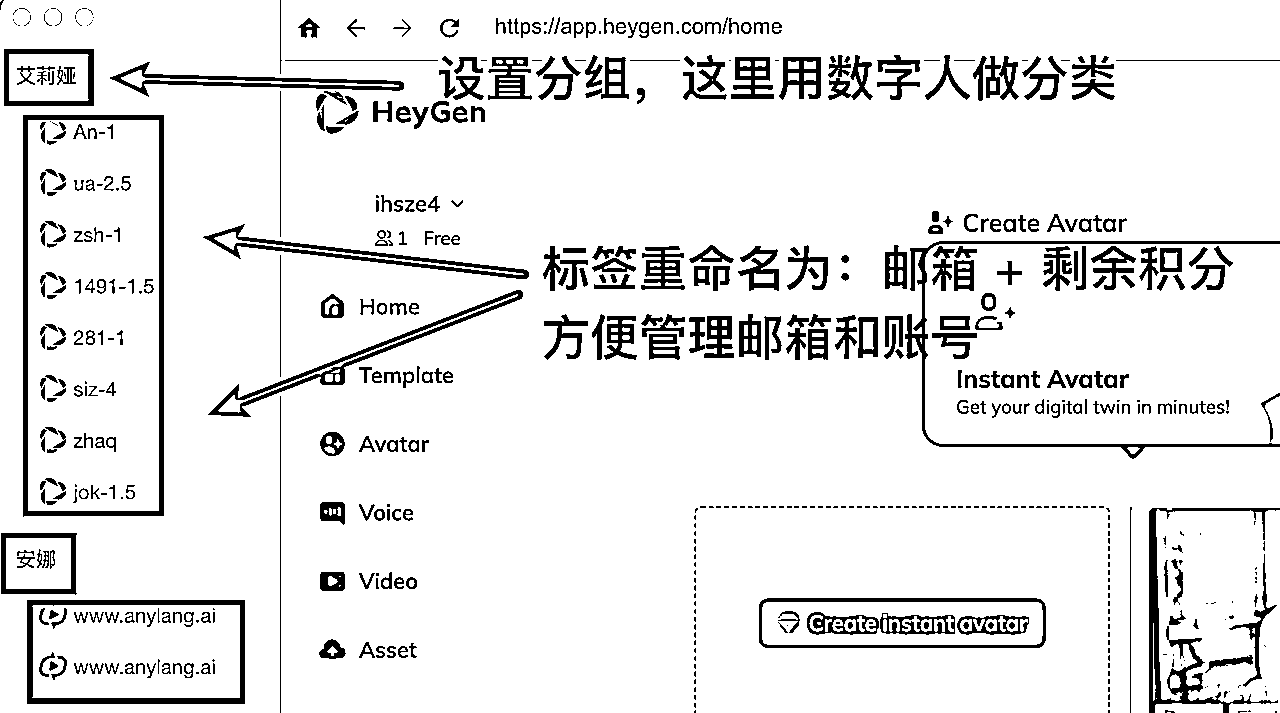 https://app.heygen.com/home
艾莉娅
设置分组，这里用数字人做分类
HeyGen
An-1
ua-2.5
zsh-1
1491-1.5
281-1
siz-4
zhaq
jok-1.5
安娜
www.anylang.ai
www.anylang.ai
ihsze4
1 Free
Home
Template
Avatar
Voice
Video
Asset
标签重命名为：邮箱 + 剩余积分
方便管理邮箱和账号
Create Avatar
Instant Avatar
Get your digital twin in minutes!
Create instant avatar